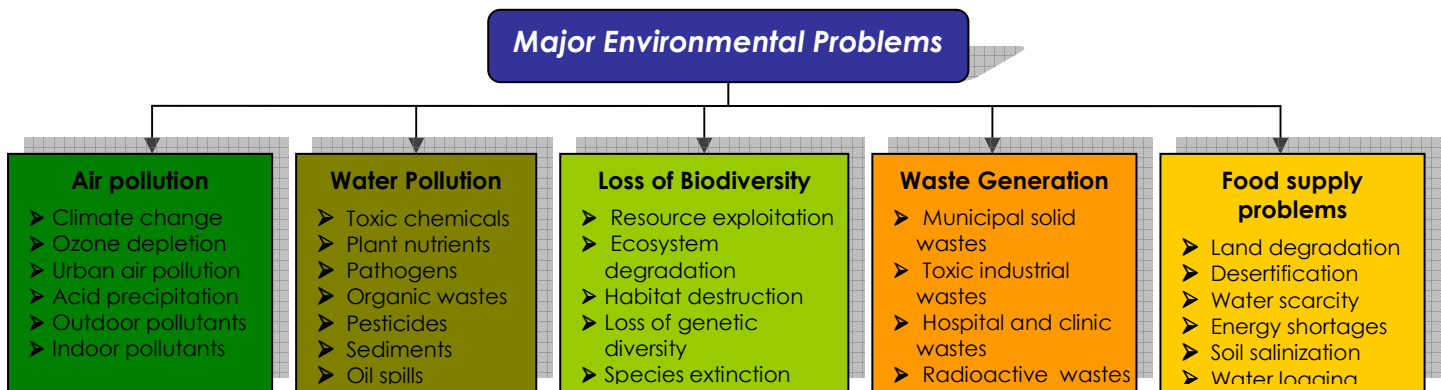 Major Environmental Problems
Air pollution
➢ Climate change
➢ Ozone depletion
➢ Urban air pollution
➢ Acid precipitation
➢ Outdoor pollutants
➢ Indoor pollutants
Water Pollution
➢ Toxic chemicals
➢ Plant nutrients
➢ Pathogens
➢ Organic wastes
➢ Pesticides
➢ Sediments
➢ Oil spills
Loss of Biodiversity
➢ Resource exploitation
➢ Ecosystem
degradation
➢ Habitat destruction
➢ Loss of genetic
diversity
➢ Species extinction
Waste Generation
➢ Municipal solid
wastes
➢ Toxic industrial
wastes
➢ Hospital and clinic
wastes
➢ Radioactive wastes
Food supply
problems
➢ Land degradation
➢ Desertification
➢ Water scarcity
➢ Energy shortages
➢ Soil salinization
➢ Water logging